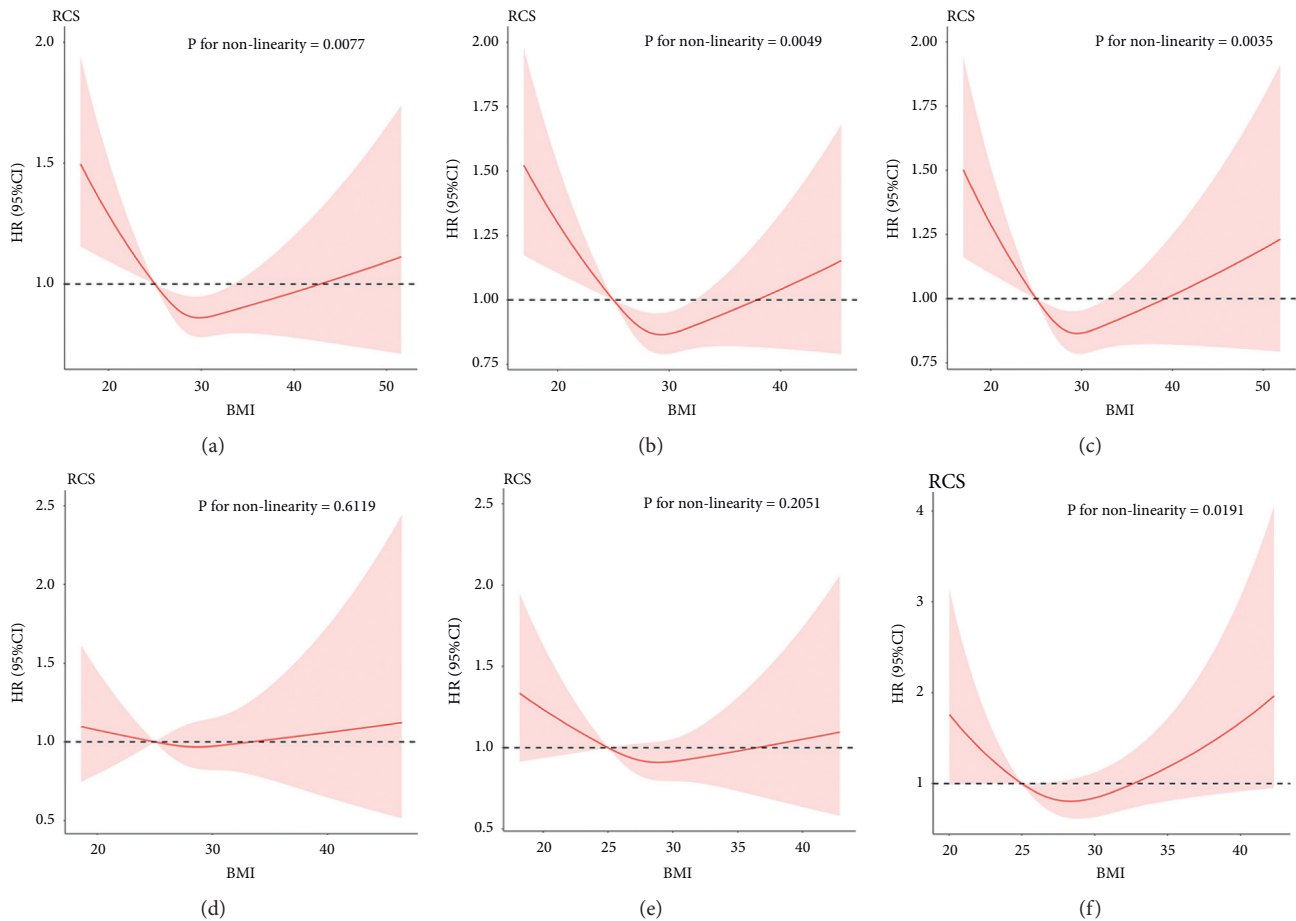 RCS
P for non-linearity = 0.0077
2.0
1.5
1.0
HR (95%CI)
20
30
40
50
BMI
(a)
RCS
P for non-linearity = 0.0049
2.00
1.75
1.50
1.25
1.00
0.75
HR (95%CI)
20
30
40
BMI
(b)
RCS
P for non-linearity = 0.0035
2.00
1.75
1.50
1.25
1.00
0.75
HR (95%CI)
20
30
40
50
BMI
(c)
RCS
P for non-linearity = 0.6119
2.5
2.0
1.5
1.0
0.5
HR (95%CI)
20
30
40
BMI
(d)
RCS
P for non-linearity = 0.2051
2.5
2.0
1.5
1.0
0.5
HR (95%CI)
20
25
30
35
40
BMI
(e)
RCS
P for non-linearity = 0.0191
4
3
2
1
HR (95%CI)
20
25
30
35
40
BMI
(f)